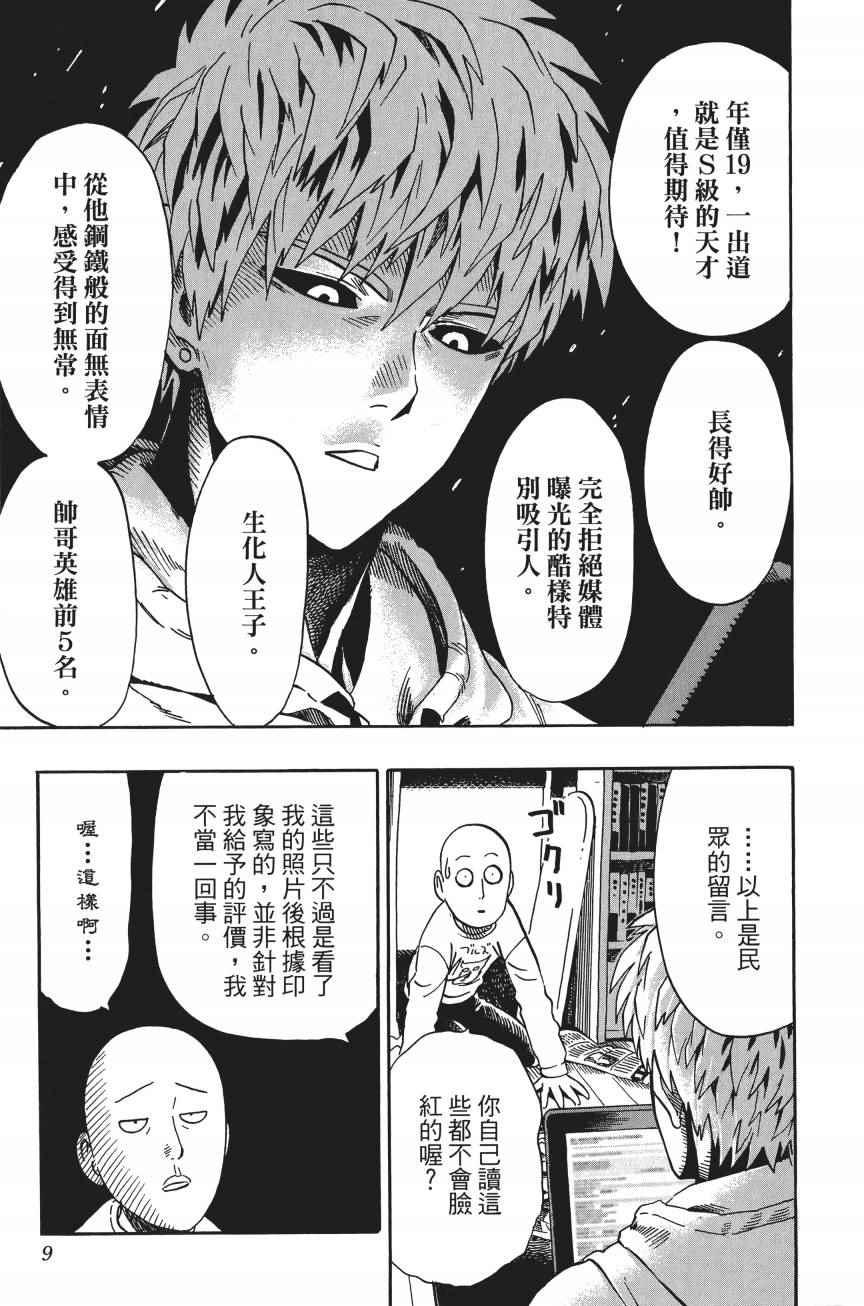 年僅19，一出道
就是S級的天才
，值得期待！
長得好帥。
完全拒絕媒體
曝光的酷樣特
別吸引人。
生化人王子。
從他鋼鐵般的面無表情
中，感受得到無常。
帥哥英雄前5名。
……以上是民
眾的留言。
ゴクリ
ブルズ
你自己讀這
些都不會臉
紅的喔？
這些只不過是看了
我的照片後根據印
象寫的，並非針對
我給予的評價，我
不當一回事。
喔…這樣啊…
9